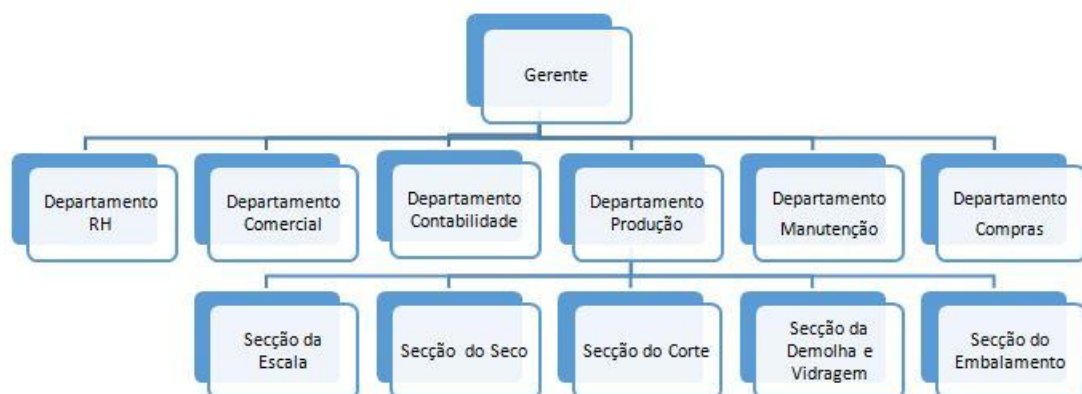 Gerente
Departamento
RH
Departamento
Comercial
Departamento
Contabilidade
Departamento
Produção
Departamento
Manutenção
Departamento
Compras
Secção da
Escala
Secção do Seco
Secção do Corte
Secção da
Demolha e
Vidragem
Secção do
Embalamento